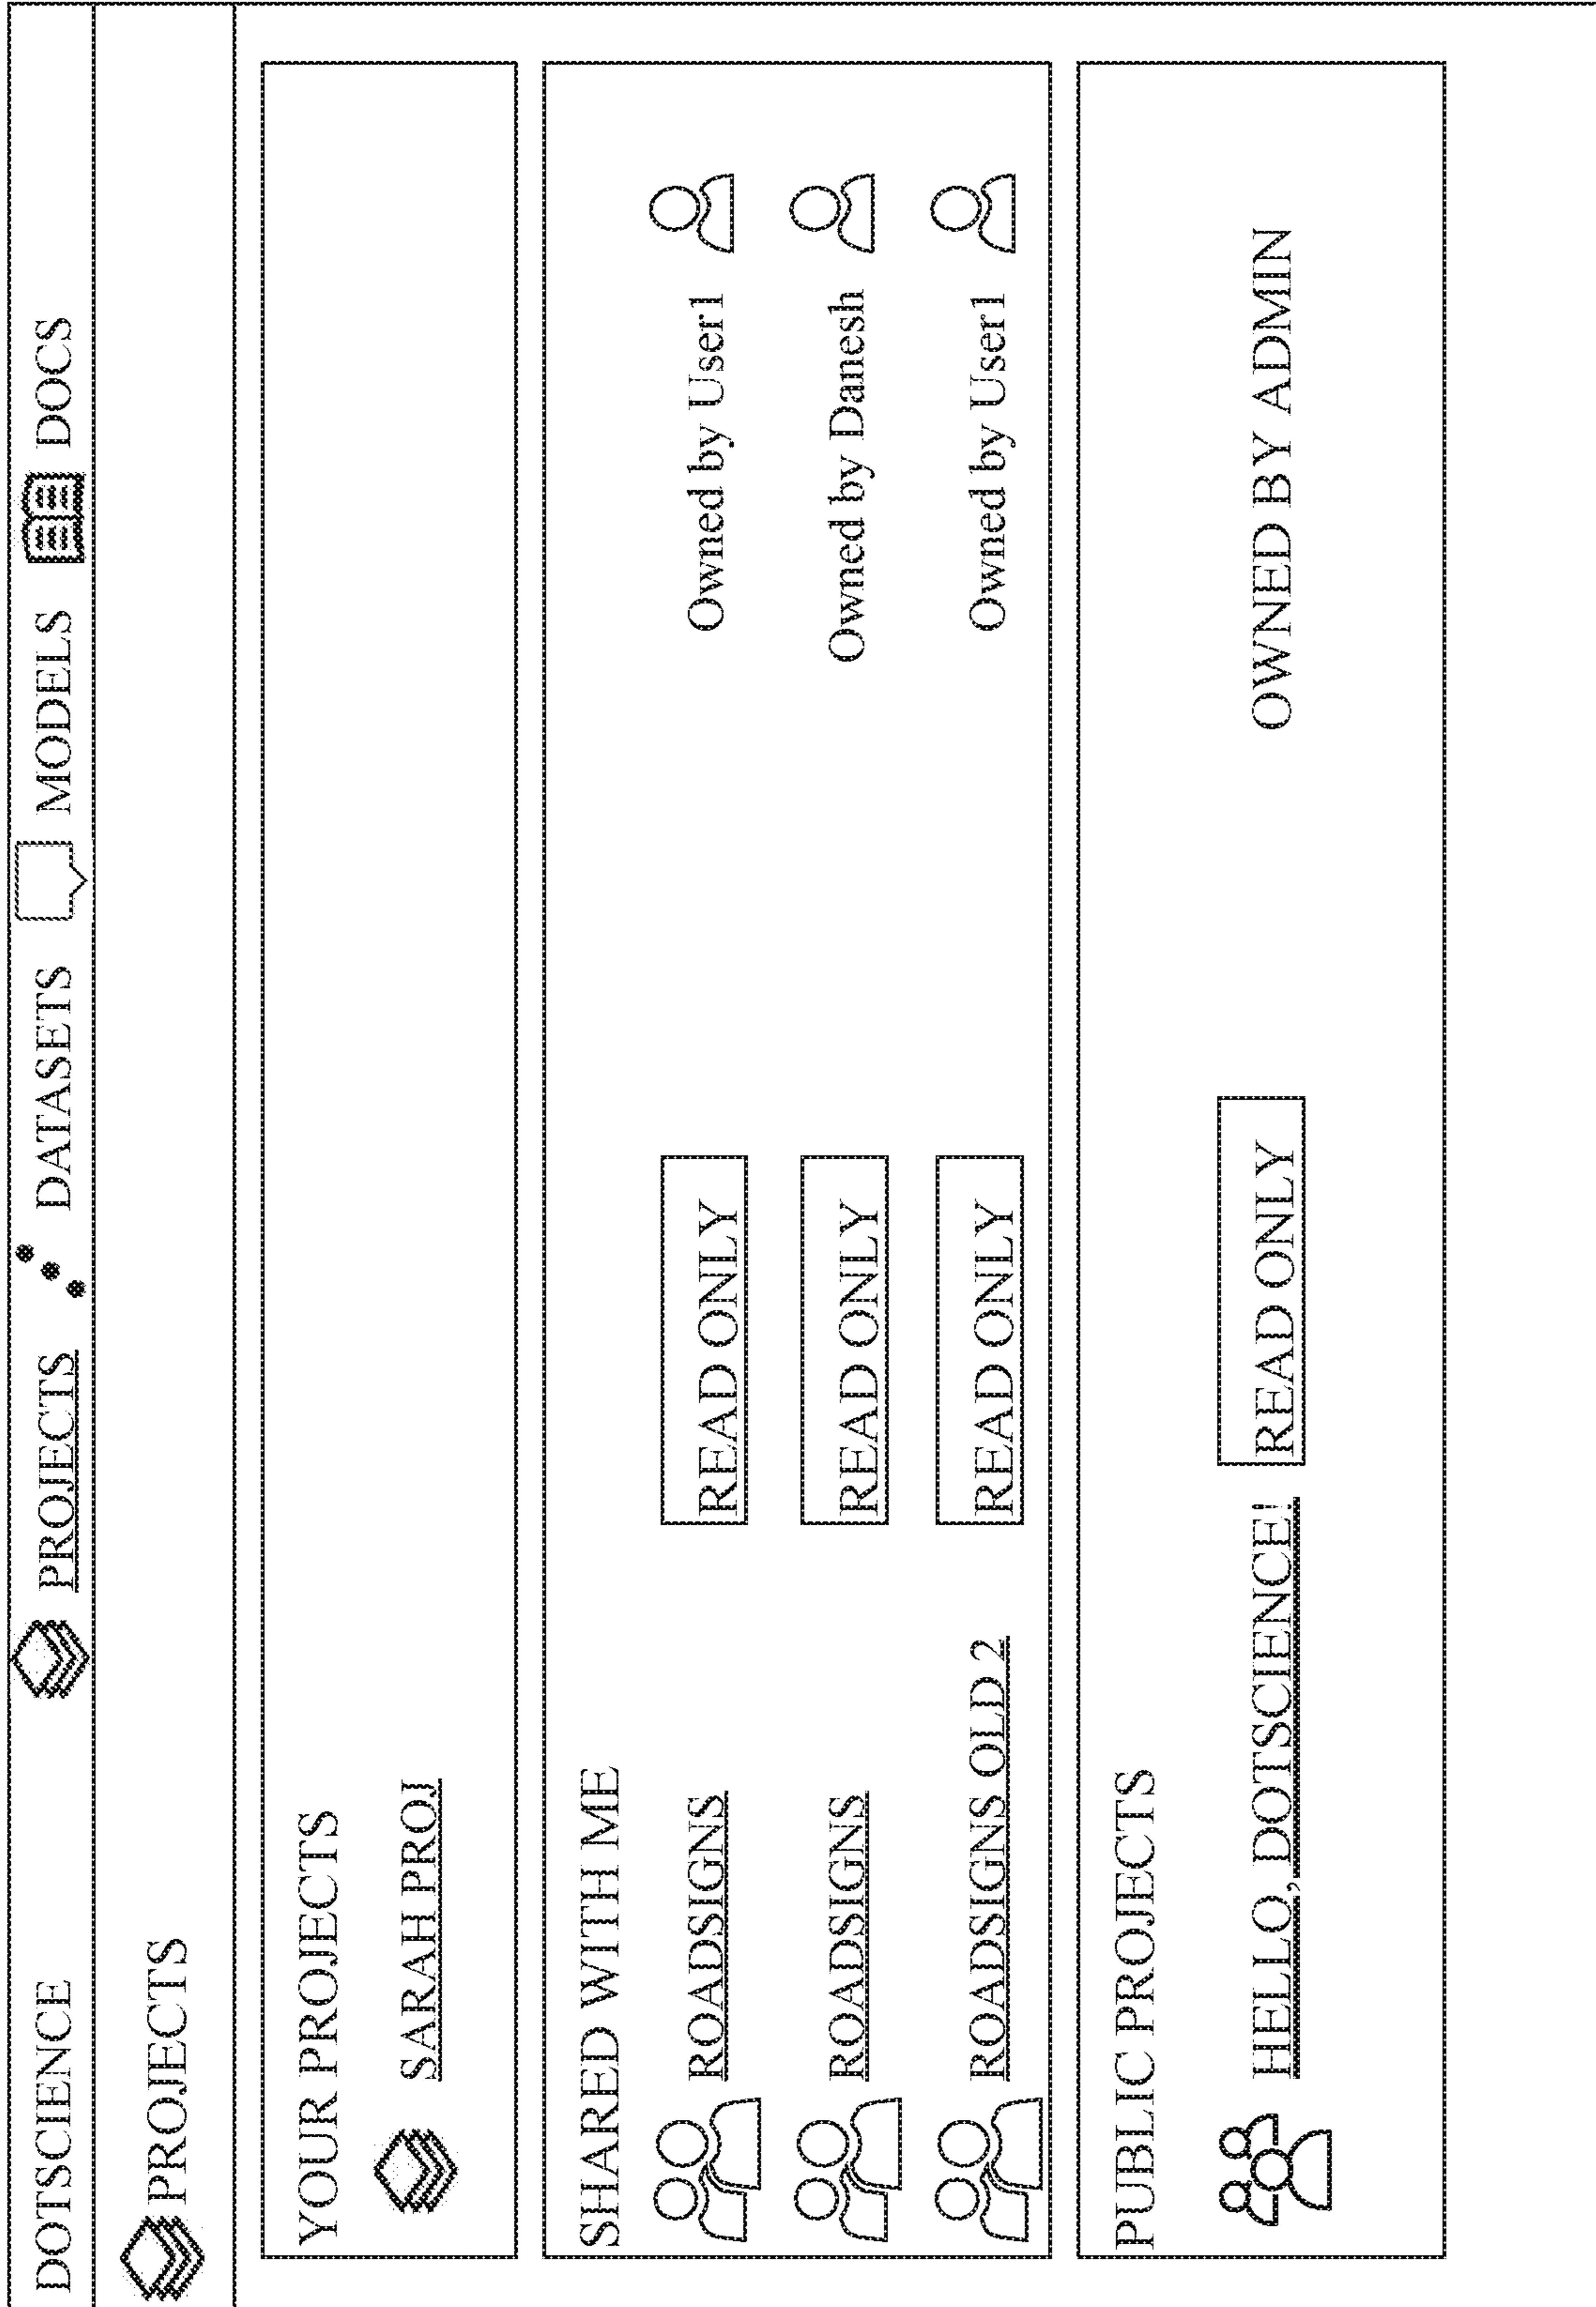 DOTSCIENCE PROJECTS DATASETS MODELS DOCS
PROJECTS
YOUR PROJECTS
SARAH PROJ
SHARED WITH ME
ROADSIGNS READ ONLY Owned by User1
ROADSIGNS READ ONLY Owned by Danesh
ROADSIGNS OLD 2 READ ONLY Owned by User1
PUBLIC PROJECTS
HELLO, DOTSCIENCE! READ ONLY OWNED BY ADMIN